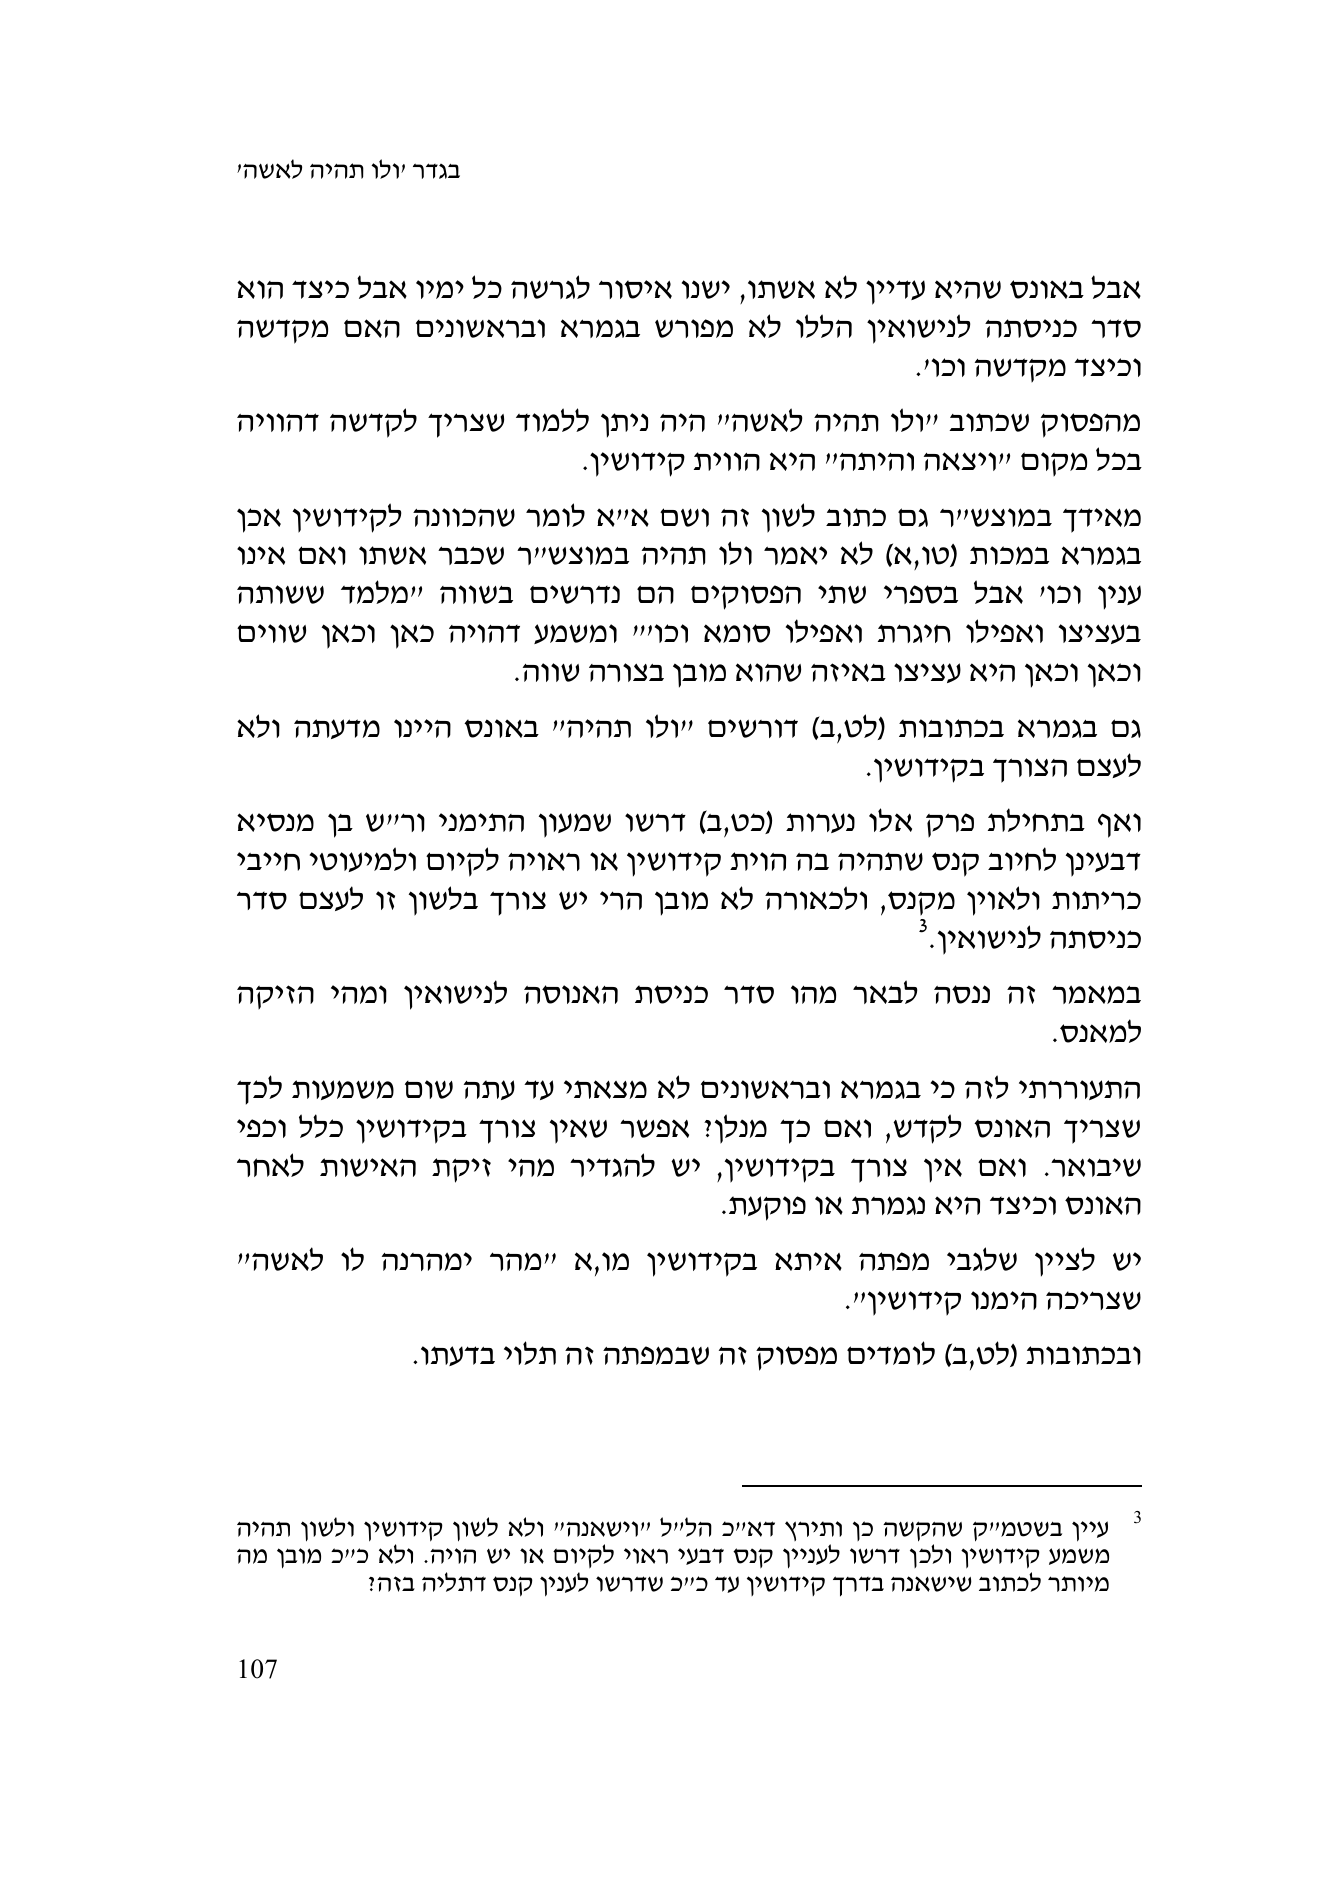 בגדר 'ולו תהיה לאשה'
אבל באונס שהיא עדיין לא אשתו, ישנו איסור לגרשה כל ימיו אבל כיצד הוא
סדר כניסתה לנישואין הללו לא מפורש בגמרא ובראשונים האם מקדשה
וכיצד מקדשה וכו'.
מהפסוק שכתוב "ולו תהיה לאשה" היה ניתן ללמוד שצריך לקדשה דהוויה
בכל מקום "ויצאה והיתה" היא הווית קידושין.
מאידך במוצש"ר גם כתוב לשון זה ושם א"א לומר שהכוונה לקידושין אכן
בגמרא במכות (טו,א) לא יאמר ולו תהיה במוצש"ר שכבר אשתו ואם אינו
ענין וכו' אבל בספרי שתי הפסוקים הם נדרשים בשווה "מלמד ששותה
בעציצו ואפילו חיגרת ואפילו סומא וכו'" ומשמע דהויה כאן וכאן שווים
וכאן וכאן היא עציצו באיזה שהוא מובן בצורה שווה.
גם בגמרא בכתובות (לט,ב) דורשים "ולו תהיה" באונס היינו מדעתה ולא
לעצם הצורך בקידושין.
ואף בתחילת פרק אלו נערות (כט,ב) דרשו שמעון התימני ור"ש בן מנסיא
דבעינן לחיוב קנס שתהיה בה הוית קידושין או ראויה לקיום ולמיעוטי חייבי
כריתות ולאוין מקנס, ולכאורה לא מובן הרי יש צורך בלשון זו לעצם סדר
כניסתה לנישואין.3
במאמר זה ננסה לבאר מהו סדר כניסת האנוסה לנישואין ומהי הזיקה
למאנס.
התעוררתי לזה כי בגמרא ובראשונים לא מצאתי עד עתה שום משמעות לכך
שצריך האונס לקדש, ואם כך מנלן? אפשר שאין צורך בקידושין כלל וכפי
שיבואר. ואם אין צורך בקידושין, יש להגדיר מהי זיקת האישות לאחר
האונס וכיצד היא נגמרת או פוקעת.
יש לציין שלגבי מפתה איתא בקידושין מו,א "מהר ימהרנה לו לאשה"
שצריכה הימנו קידושין".
ובכתובות (לט,ב) לומדים מפסוק זה שבמפתה זה תלוי בדעתו.
3 עיין בשטמ"ק שהקשה כן ותירץ דא"כ הל"ל "וישאנה" ולא לשון קידושין ולשון תהיה
משמע קידושין ולכן דרשו לעניין קנס דבעי ראוי לקיום או יש הויה. ולא כ"כ מובן מה
מיותר לכתוב שישאנה בדרך קידושין עד כ"כ שדרשו לענין קנס דתליה בזה?
107